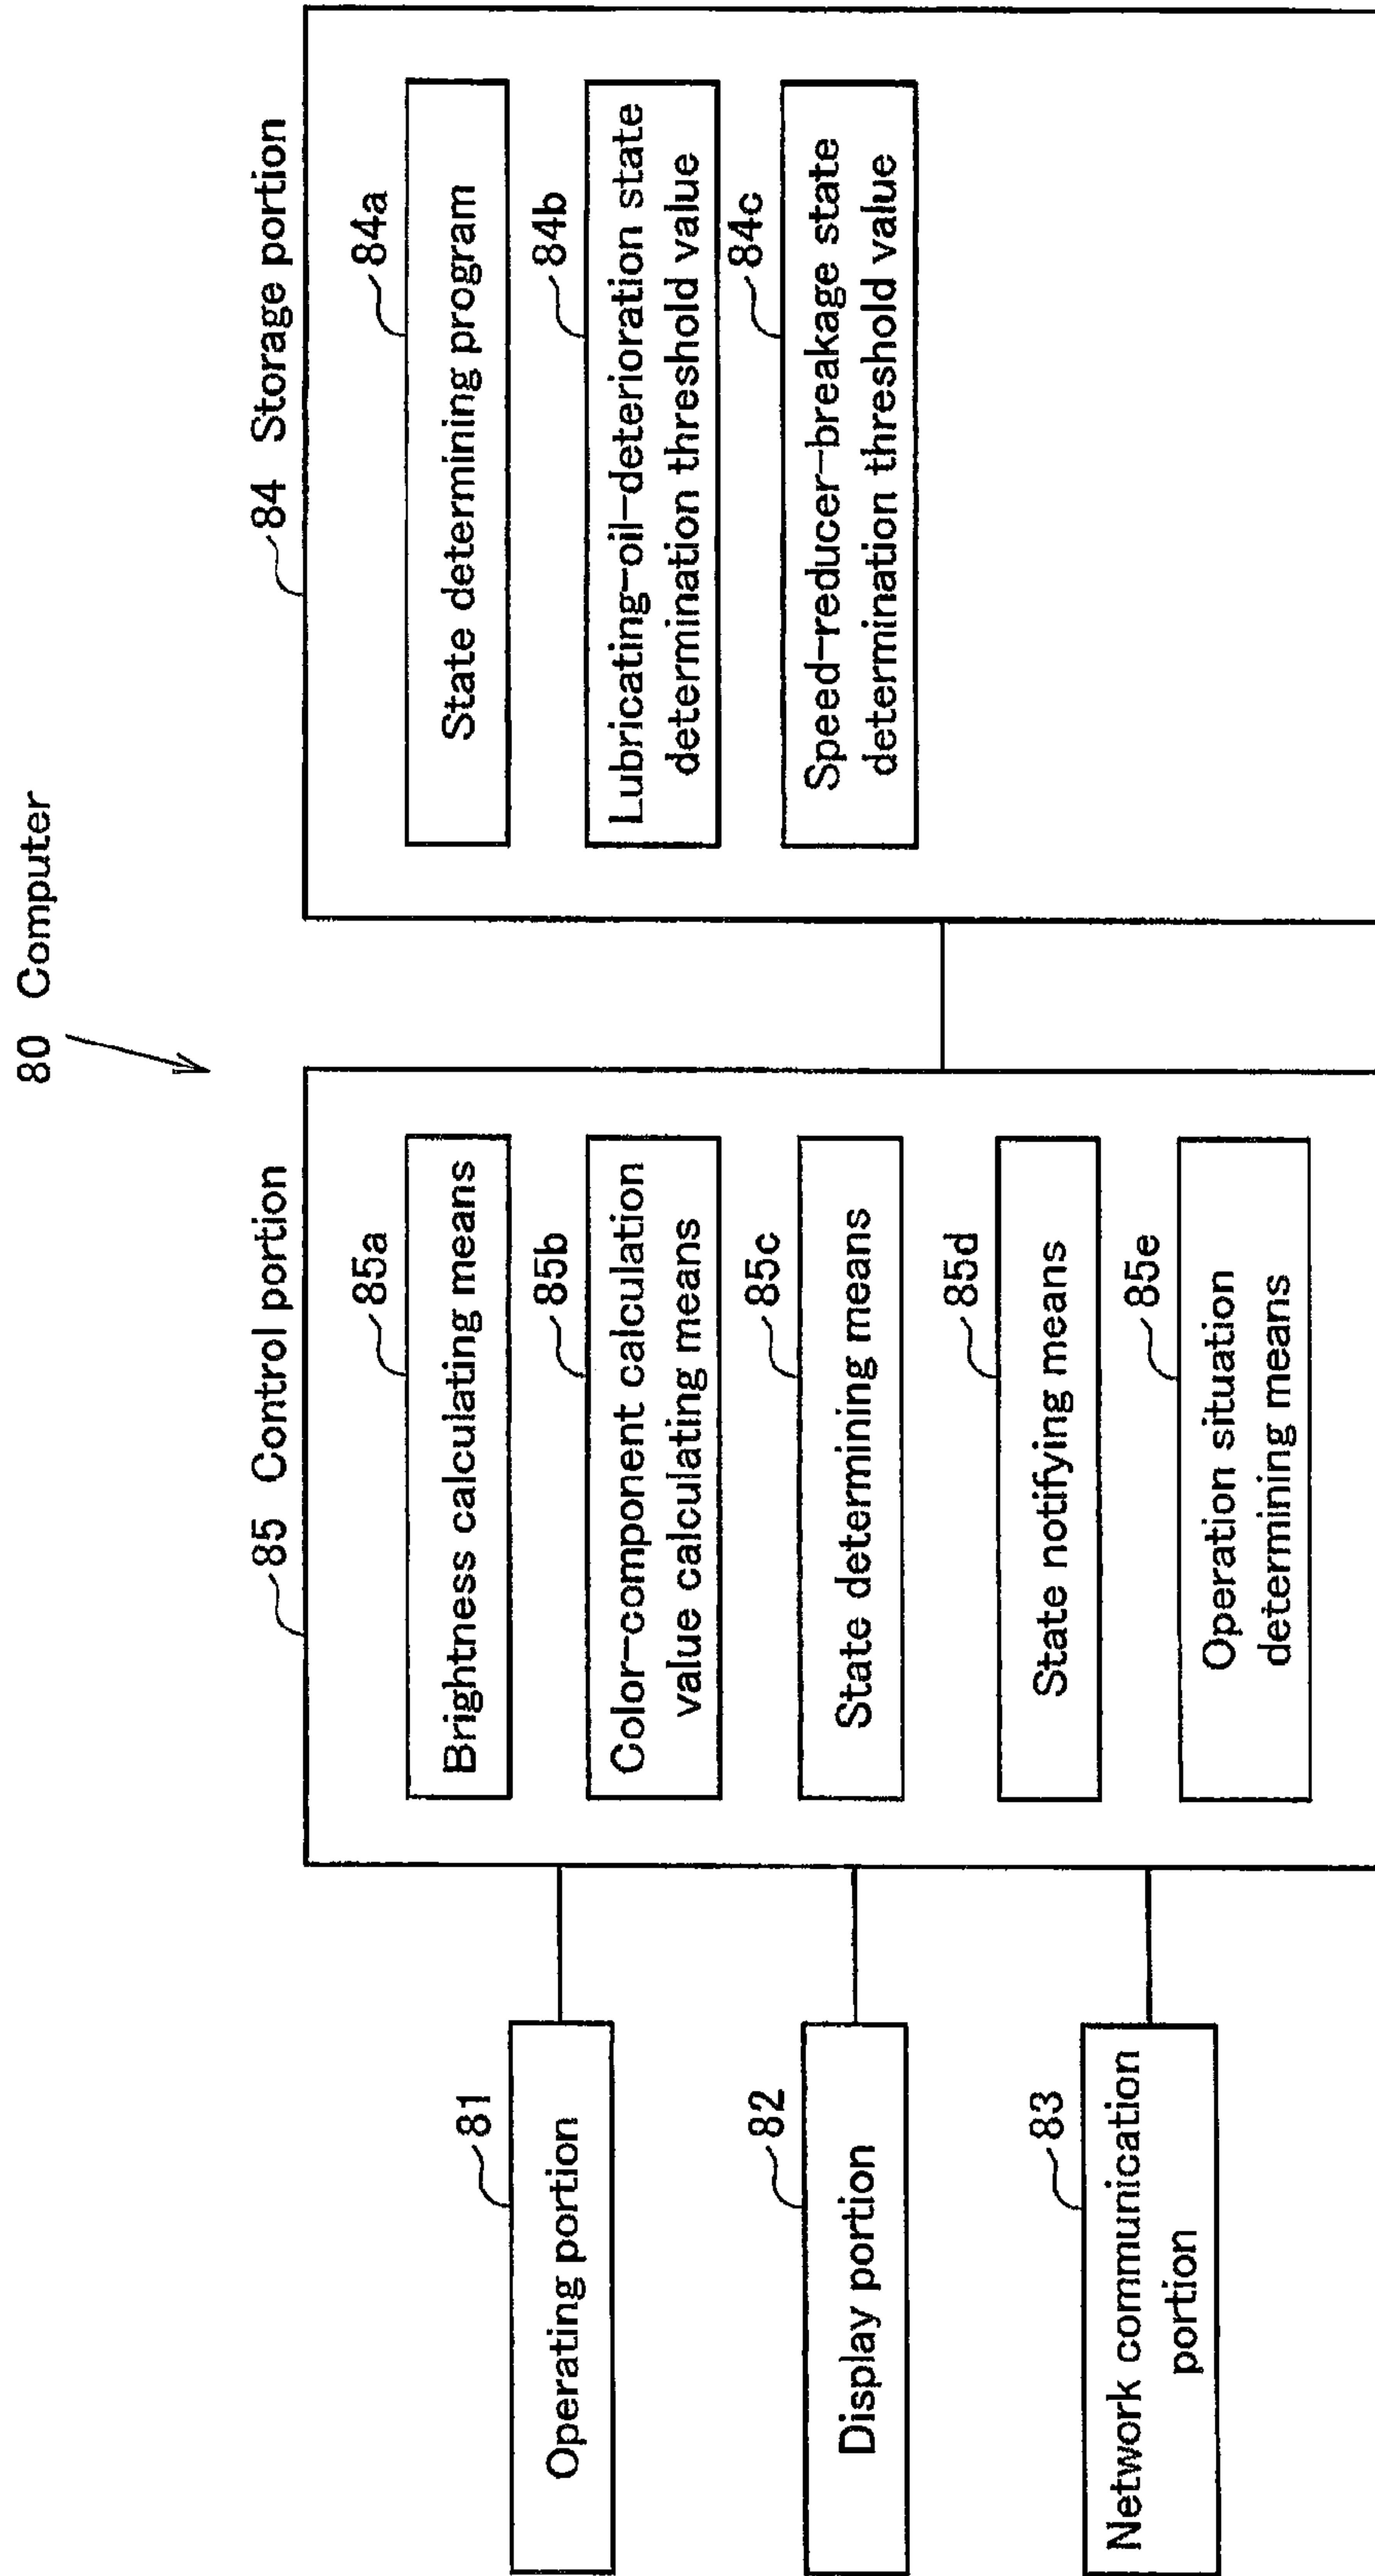 80 Computer
81
Operating portion
82
Display portion
83
Network communication
portion
85 Control portion
85a
Brightness calculating means
85b
Color-component calculation
value calculating means
85c
State determining means
85d
State notifying means
85e
Operation situation
determining means
84 Storage portion
84a
State determining program
84b
Lubricating-oil-deterioration state
determination threshold value
84c
Speed-reducer-breakage state
determination threshold value